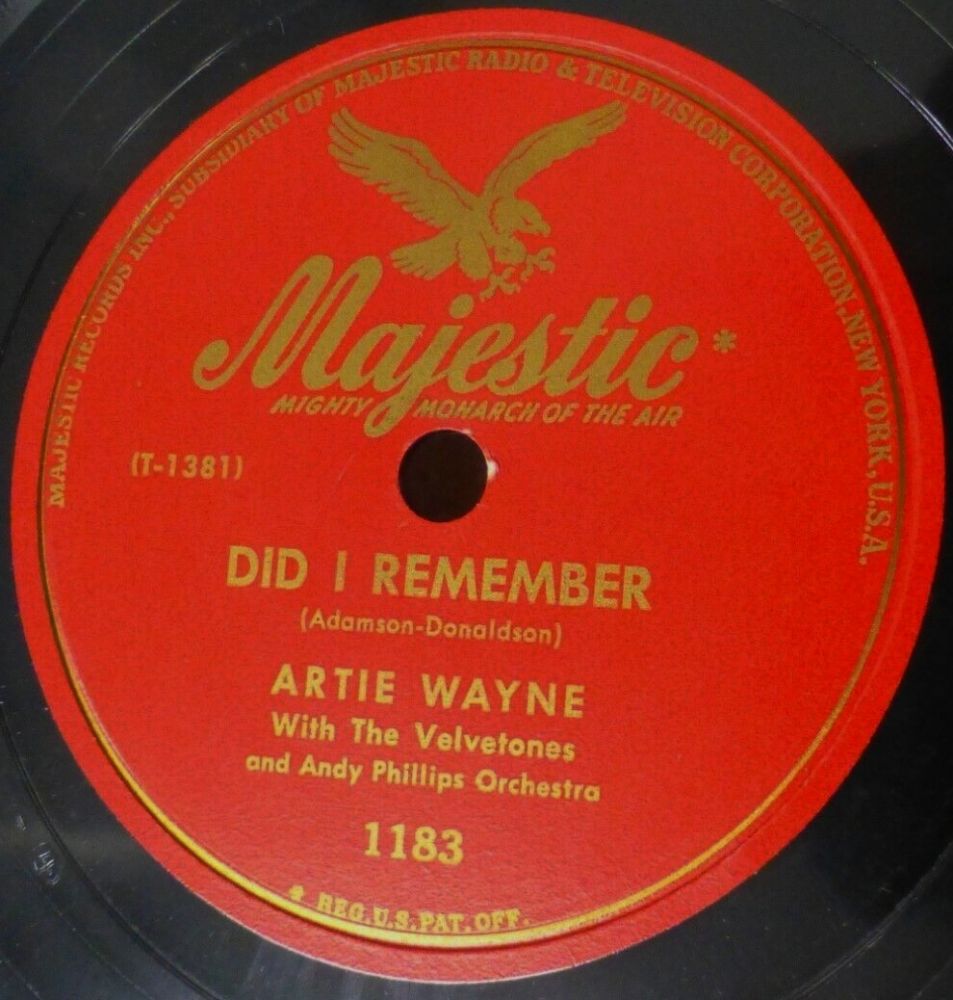 MAJESTIC RECORDS INC., SUBSIDIARY OF MAJESTIC RADIO & TELEVISION CORPORATION, NEW YORK, U.S.A.
Majestic*
MIGHTY MONARCH OF THE AIR
(T-1381)
DID I REMEMBER
(Adamson-Donaldson)
ARTIE WAYNE
With The Velvetones
and Andy Phillips Orchestra
1183
* REG. U.S. PAT. OFF.